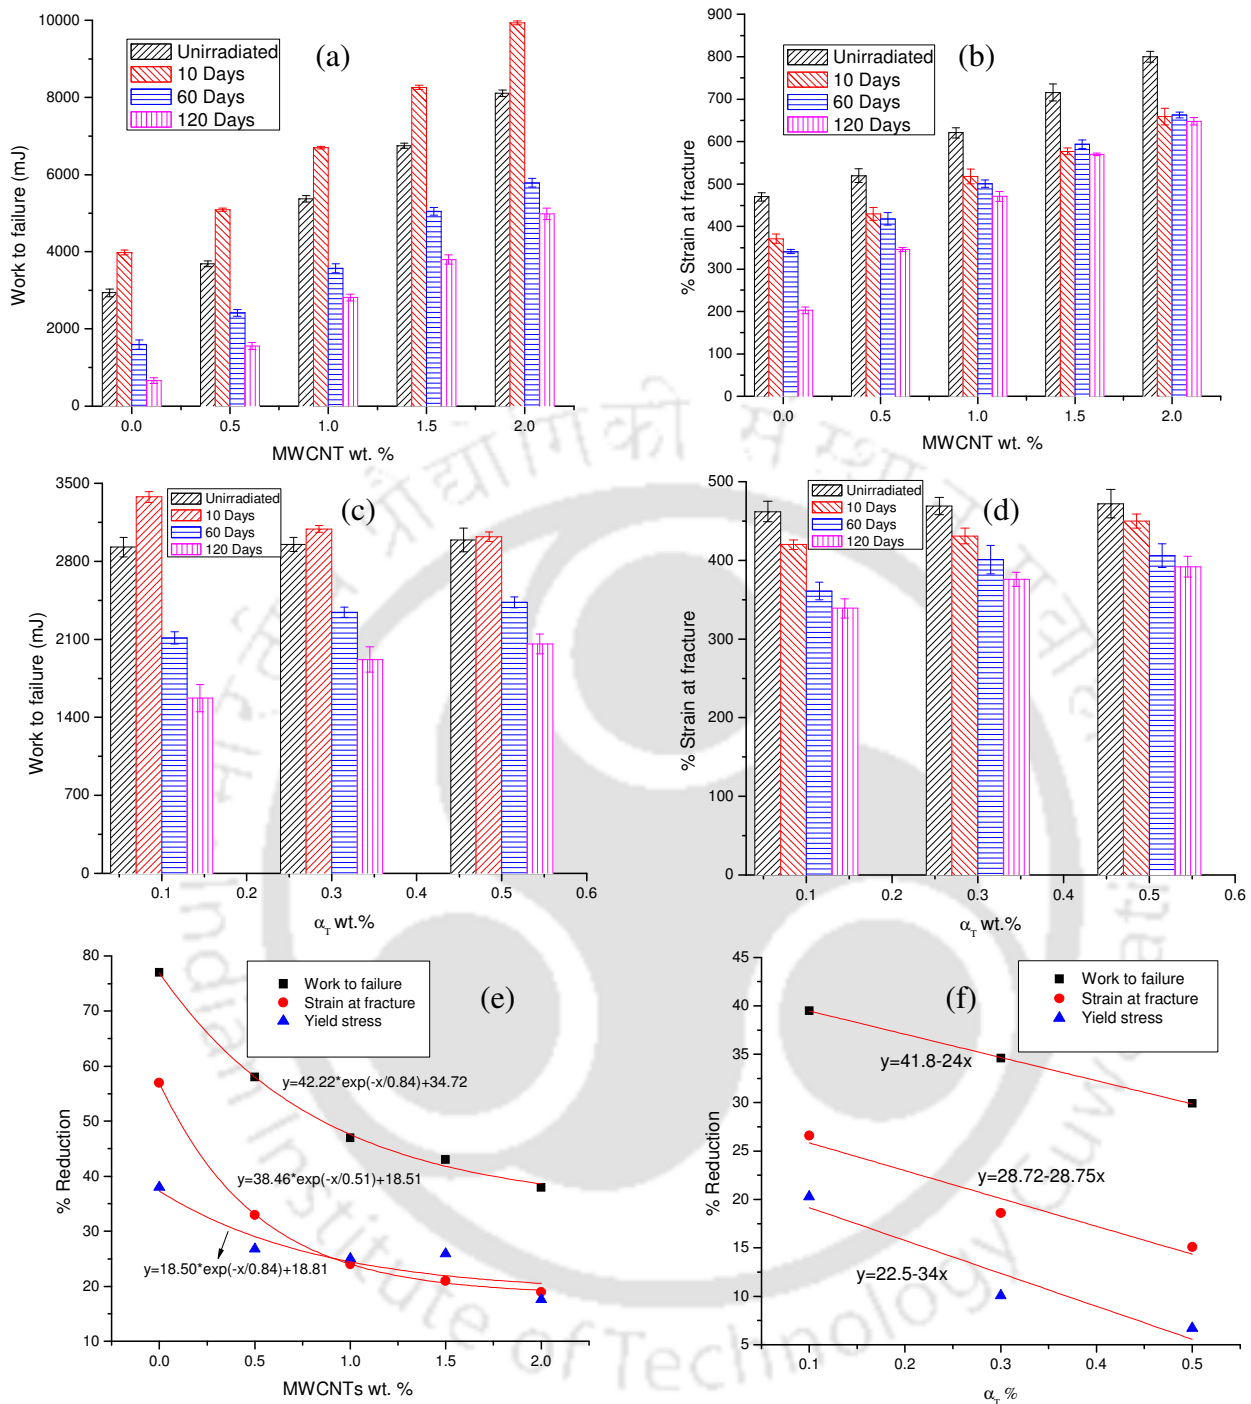 10000
8000
6000
4000
2000
0
Work to failure (mJ)
Unirradiated
10 Days
60 Days
120 Days
(a)
0.0 0.5 1.0 1.5 2.0
MWCNT wt. %
900
800
700
600
500
400
300
200
100
0
% Strain at fracture
Unirradiated
10 Days
60 Days
120 Days
(b)
0.0 0.5 1.0 1.5 2.0
MWCNT wt. %
3500
2800
2100
1400
700
0
Work to failure (mJ)
Unirradiated
10 Days
60 Days
120 Days
(c)
0.1 0.2 0.3 0.4 0.5 0.6
α_T wt.%
500
400
300
200
100
0
% Strain at fracture
Unirradiated
10 Days
60 Days
120 Days
(d)
0.1 0.2 0.3 0.4 0.5 0.6
α_T wt.%
80
70
60
50
40
30
20
10
% Reduction
Work to failure
Strain at fracture
Yield stress
(e)
y=42.22*exp(-x/0.84)+34.72
y=38.46*exp(-x/0.51)+18.51
y=18.50*exp(-x/0.84)+18.81
0.0 0.5 1.0 1.5 2.0
MWCNTs wt. %
45
40
35
30
25
20
15
10
5
% Reduction
Work to failure
Strain at fracture
Yield stress
(f)
y=41.8-24x
y=28.72-28.75x
y=22.5-34x
0.1 0.2 0.3 0.4 0.5
α_T %
Indian Institute of Technology Guwahati